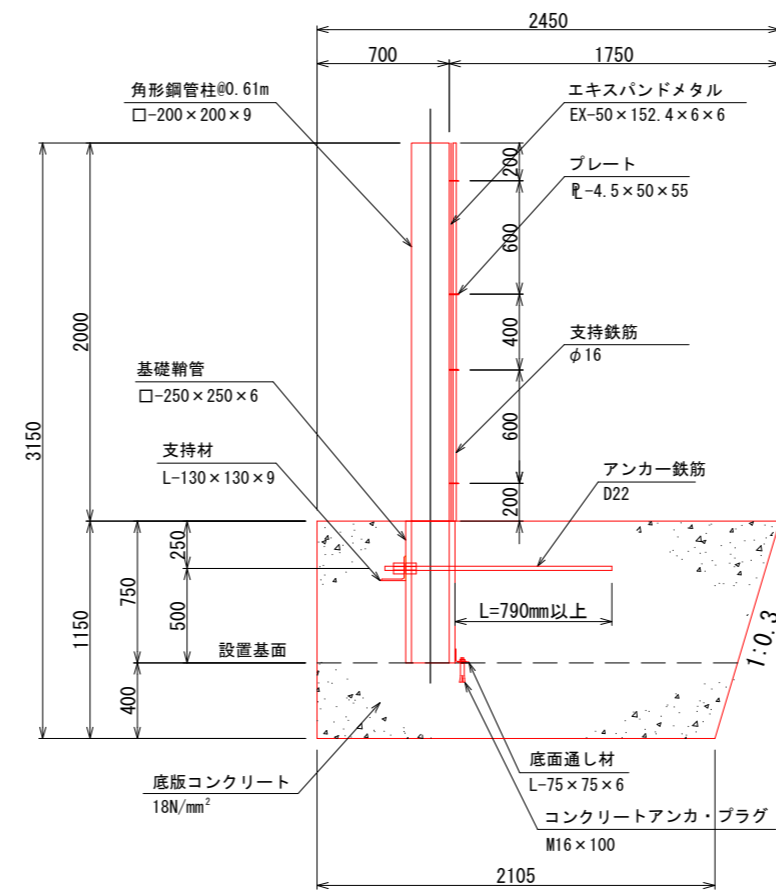 2450
700
1750
角形鋼管柱@0.61m
□-200×200×9
エキスパンドメタル
EX-50×152.4×6×6
プレート
℄-4.5×50×55
200
600
400
支持鉄筋
φ16
600
200
2000
3150
基礎鞘管
□-250×250×6
支持材
L-130×130×9
アンカー鉄筋
D22
250
750
500
1150
L=790mm以上
1:0.3
設置基面
400
底版コンクリート
18N/mm²
底面通し材
L-75×75×6
コンクリートアンカ・プラグ
M16×100
2105